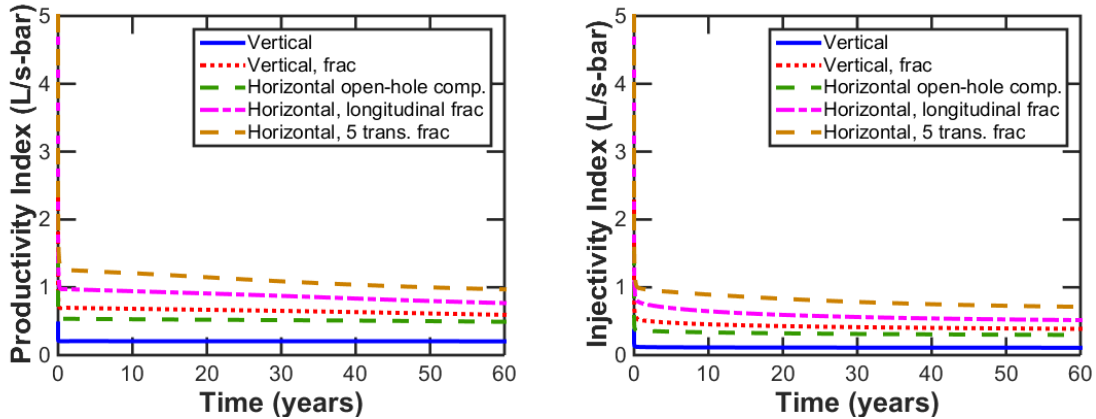 Productivity Index (L/s-bar)
5
4
3
2
1
0
Vertical
Vertical, frac
Horizontal open-hole comp.
Horizontal, longitudinal frac
Horizontal, 5 trans. frac
0 10 20 30 40 50 60
Time (years)
Injectivity Index (L/s-bar)
5
4
3
2
1
0
Vertical
Vertical, frac
Horizontal open-hole comp.
Horizontal, longitudinal frac
Horizontal, 5 trans. frac
0 10 20 30 40 50 60
Time (years)